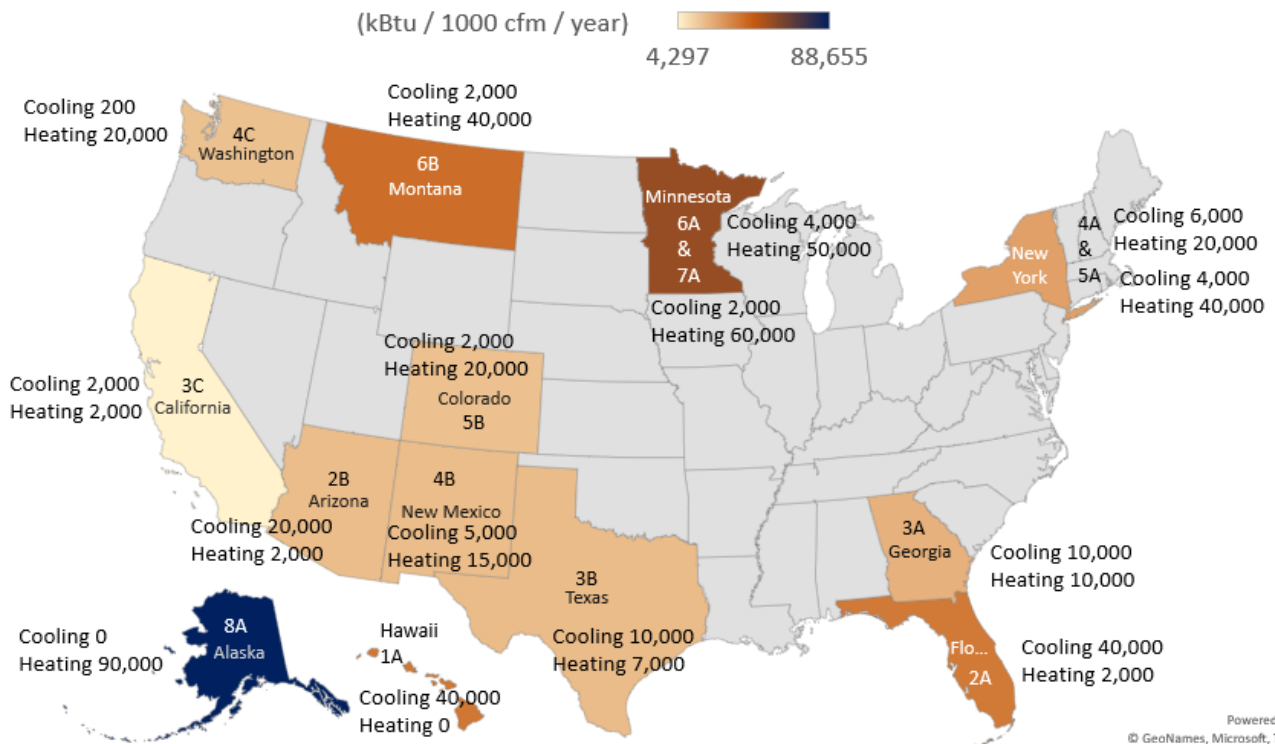 (kBtu / 1000 cfm / year)
4,297 88,655
Cooling 200
Heating 20,000
4C
Washington
Cooling 2,000
Heating 40,000
6B
Montana
Minnesota
6A
&
7A
Cooling 4,000
Heating 50,000
Cooling 2,000
Heating 60,000
New
York
4A
&
5A
Cooling 6,000
Heating 20,000
Cooling 4,000
Heating 40,000
Cooling 2,000
Heating 2,000
3C
California
Cooling 2,000
Heating 20,000
Colorado
5B
2B
Arizona
Cooling 20,000
Heating 2,000
4B
New Mexico
Cooling 5,000
Heating 15,000
3B
Texas
Cooling 10,000
Heating 7,000
3A
Georgia
Cooling 10,000
Heating 10,000
Flo...
2A
Cooling 40,000
Heating 2,000
Cooling 0
Heating 90,000
8A
Alaska
Hawaii
1A
Cooling 40,000
Heating 0
Powered
© GeoNames, Microsoft,